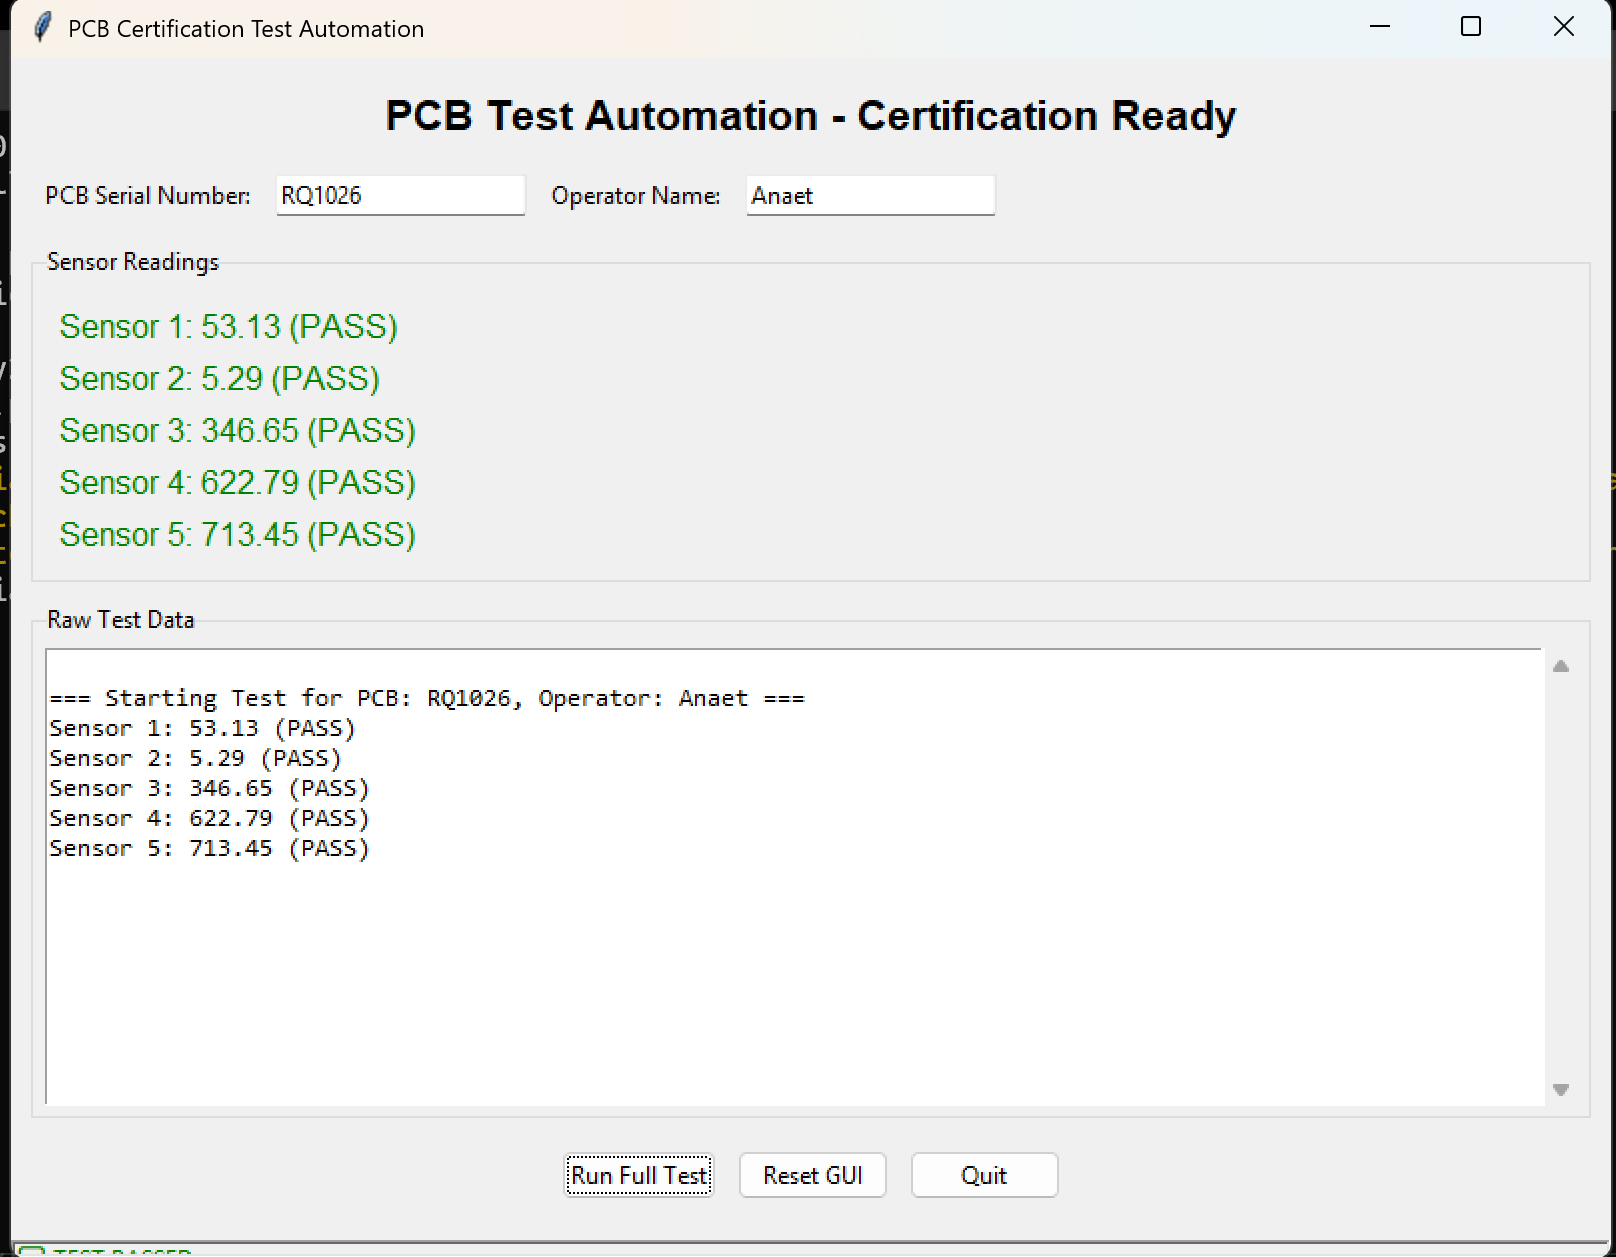 PCB Certification Test Automation
PCB Test Automation - Certification Ready
PCB Serial Number: RQ1026 Operator Name: Anaet
Sensor Readings
Sensor 1: 53.13 (PASS)
Sensor 2: 5.29 (PASS)
Sensor 3: 346.65 (PASS)
Sensor 4: 622.79 (PASS)
Sensor 5: 713.45 (PASS)
Raw Test Data
=== Starting Test for PCB: RQ1026, Operator: Anaet ===
Sensor 1: 53.13 (PASS)
Sensor 2: 5.29 (PASS)
Sensor 3: 346.65 (PASS)
Sensor 4: 622.79 (PASS)
Sensor 5: 713.45 (PASS)
Run Full Test Reset GUI Quit
TEST PASSED